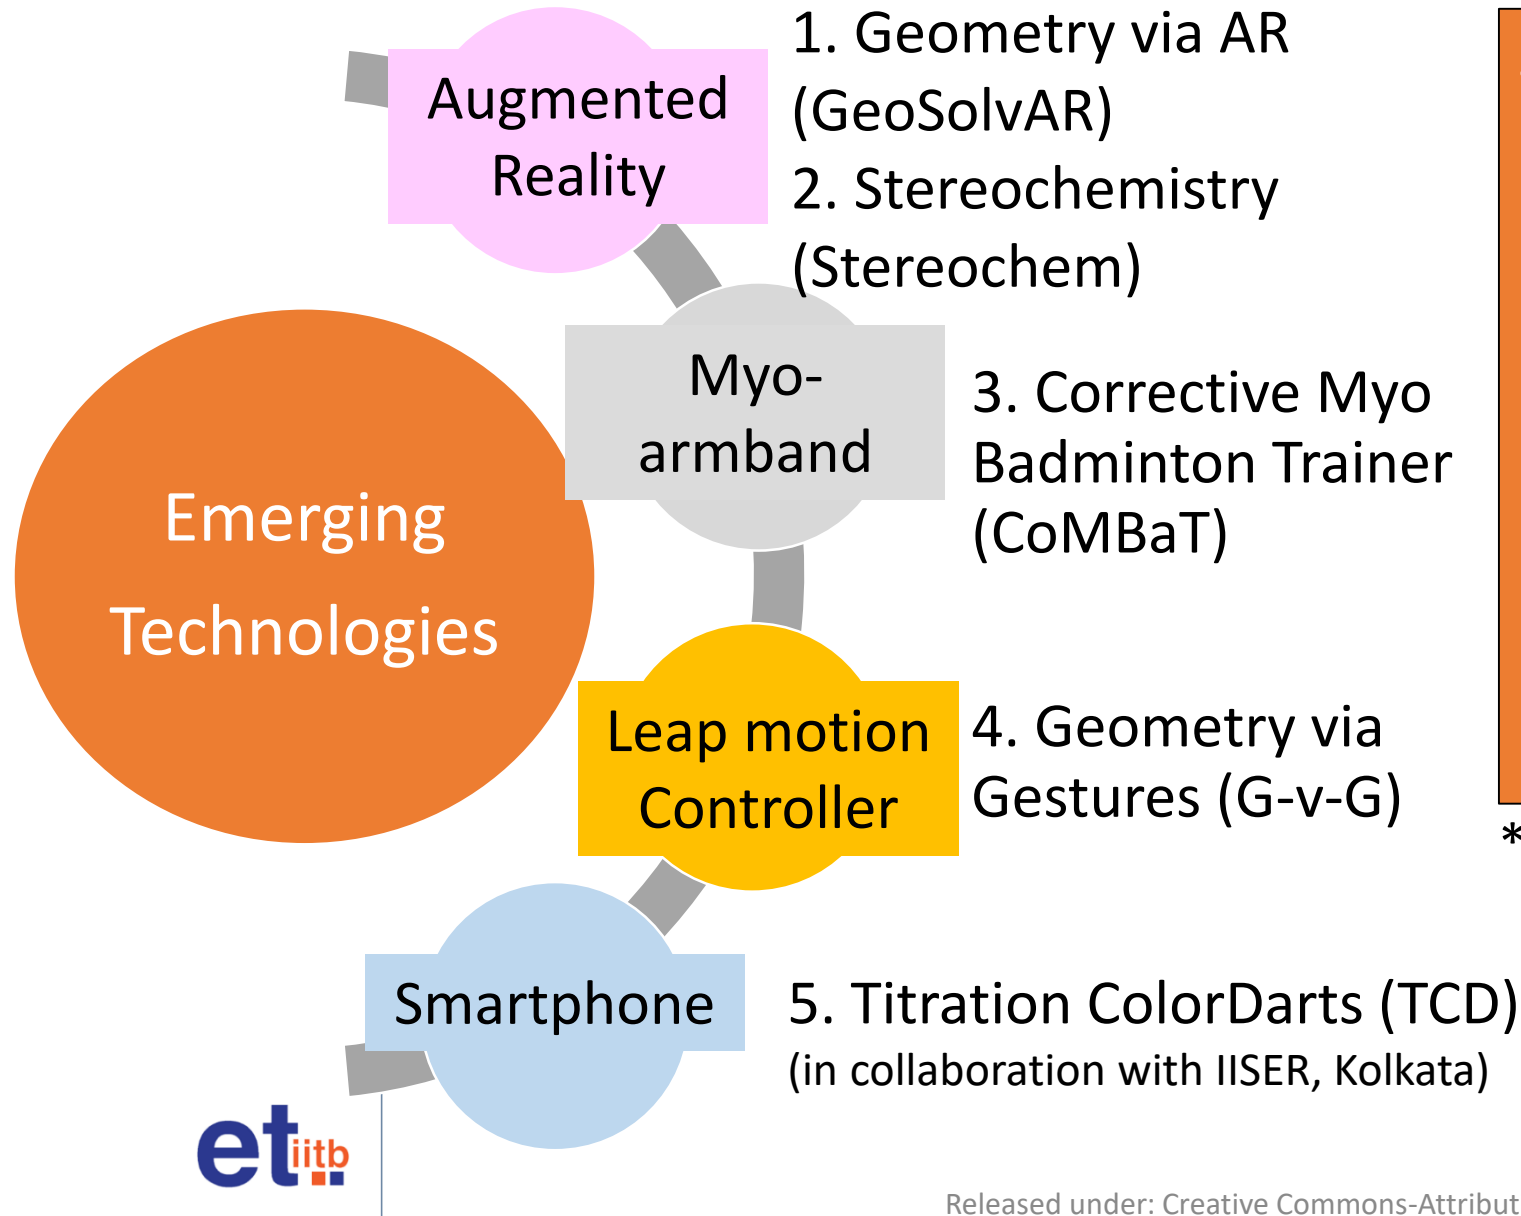 Augmented
Reality
1. Geometry via AR
(GeoSolvAR)
2. Stereochemistry
(Stereochem)
Myo-
armband
3. Corrective Myo
Badminton Trainer
(CoMBaT)
Emerging
Technologies
Leap motion
Controller
4. Geometry via
Gestures (G-v-G)
*
Smartphone
5. Titration ColorDarts (TCD)
(in collaboration with IISER, Kolkata)
et iitb
Released under: Creative Commons-Attribut